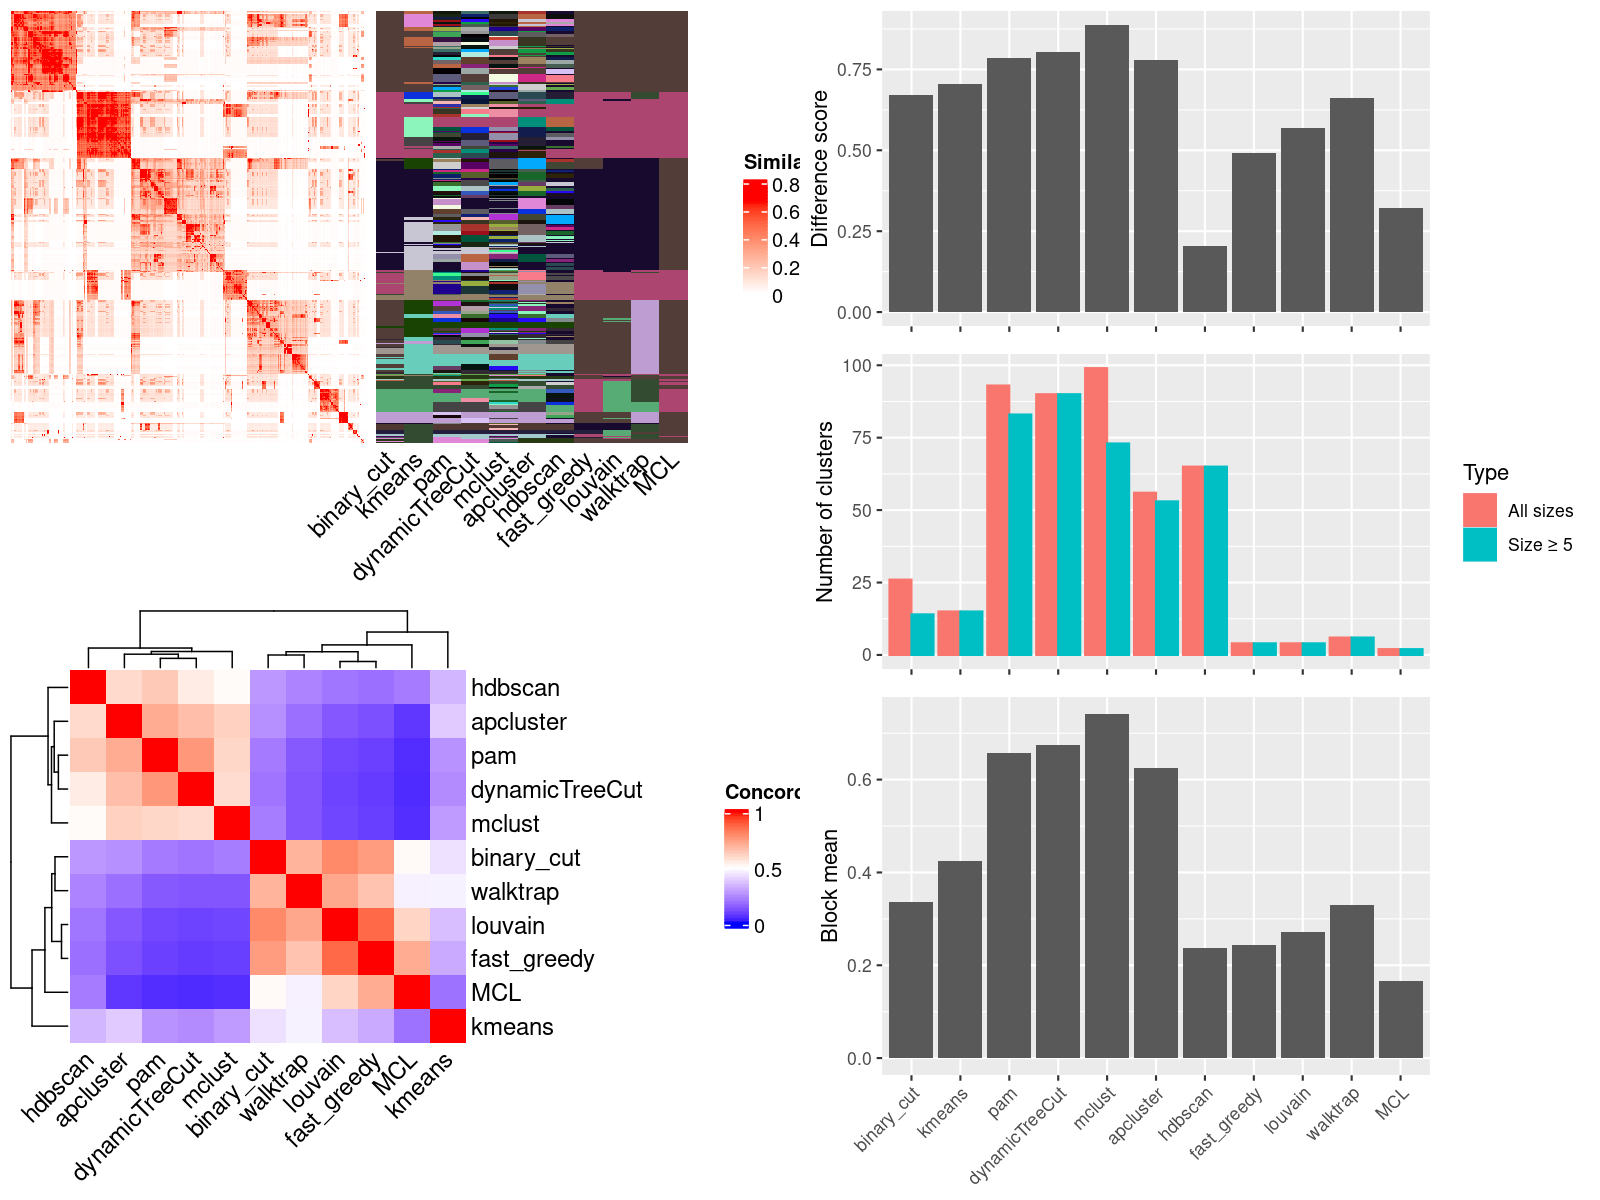 Simila
0.8
0.6
0.4
0.2
0
binary_cut
kmeans
pam
dynamicTreeCut
mclust
apcluster
hdbscan
fast_greedy
louvain
walktrap
MCL
hdbscan
apcluster
pam
dynamicTreeCut
mclust
binary_cut
walktrap
louvain
fast_greedy
MCL
kmeans
Concord
1
0.5
0
hdbscan
apcluster
pam
dynamicTreeCut
mclust
binary_cut
walktrap
louvain
fast_greedy
MCL
kmeans
Difference score
0.75
0.50
0.25
0.00
Number of clusters
100
75
50
25
0
Type
All sizes
Size ≥ 5
Block mean
0.6
0.4
0.2
0.0
binary_cut
kmeans
pam
dynamicTreeCut
mclust
apcluster
hdbscan
fast_greedy
louvain
walktrap
MCL